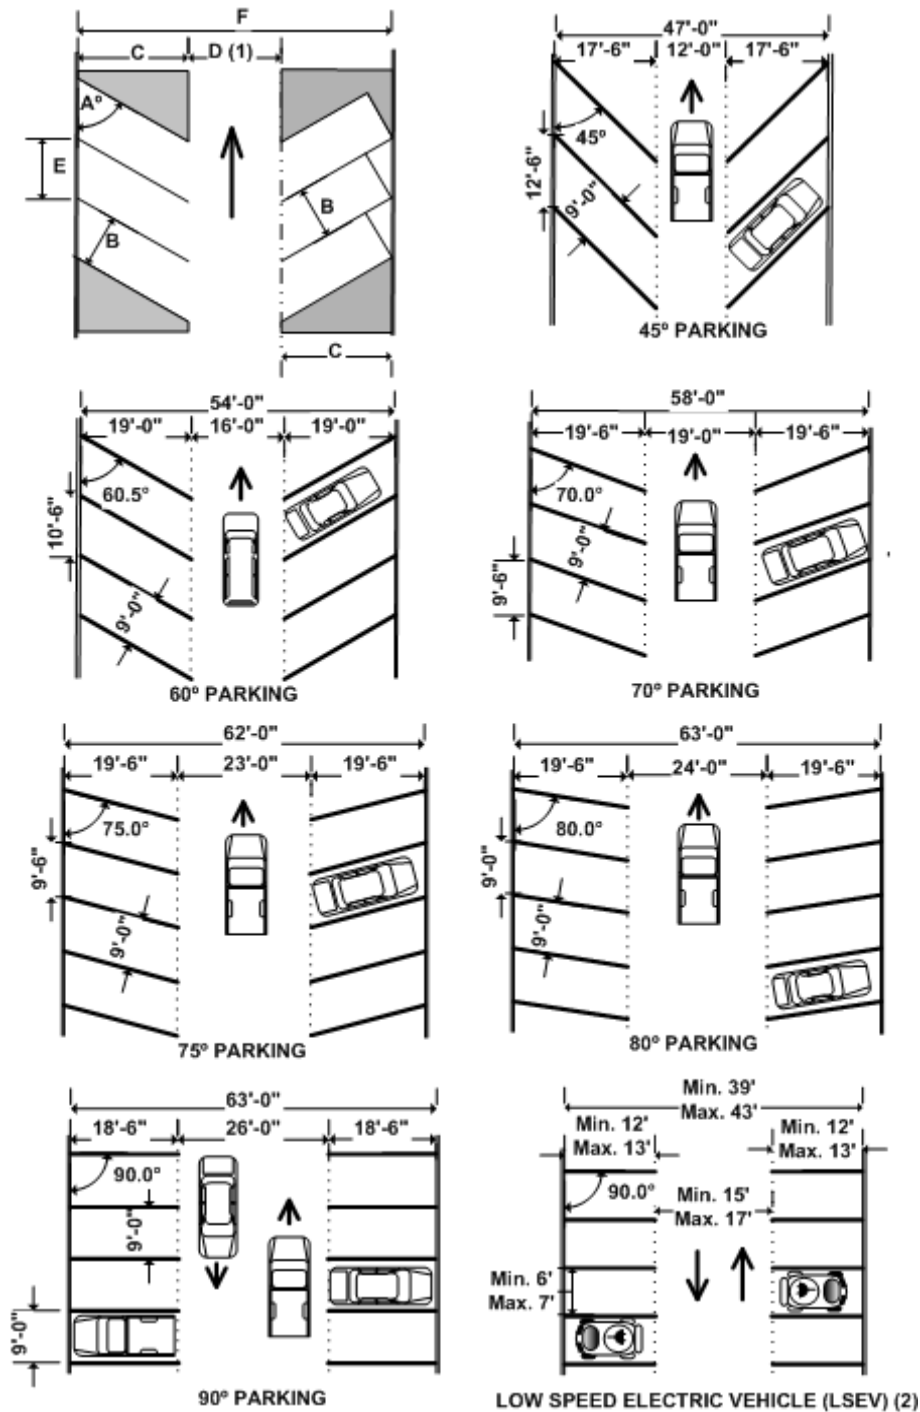 F
C D (1)
A°
E
B
B
C
47'-0"
17'-6" 12'-0" 17'-6"
45°
12'-6"
9'-0"
45º PARKING
54'-0"
19'-0" 16'-0" 19'-0"
60.5°
10'-6"
9'-0"
60º PARKING
58'-0"
19'-6" 19'-0" 19'-6"
70.0°
9'-0"
9'-6"
70º PARKING
62'-0"
19'-6" 23'-0" 19'-6"
75.0°
9'-6"
9'-0"
75º PARKING
63'-0"
19'-6" 24'-0" 19'-6"
80.0°
9'-0"
9'-0"
80º PARKING
63'-0"
18'-6" 26'-0" 18'-6"
90.0°
9'-0"
9'-0"
90º PARKING
Min. 39'
Max. 43'
Min. 12' Min. 12'
Max. 13' Max. 13'
90.0°
Min. 15'
Max. 17'
Min. 6'
Max. 7'
LOW SPEED ELECTRIC VEHICLE (LSEV) (2)